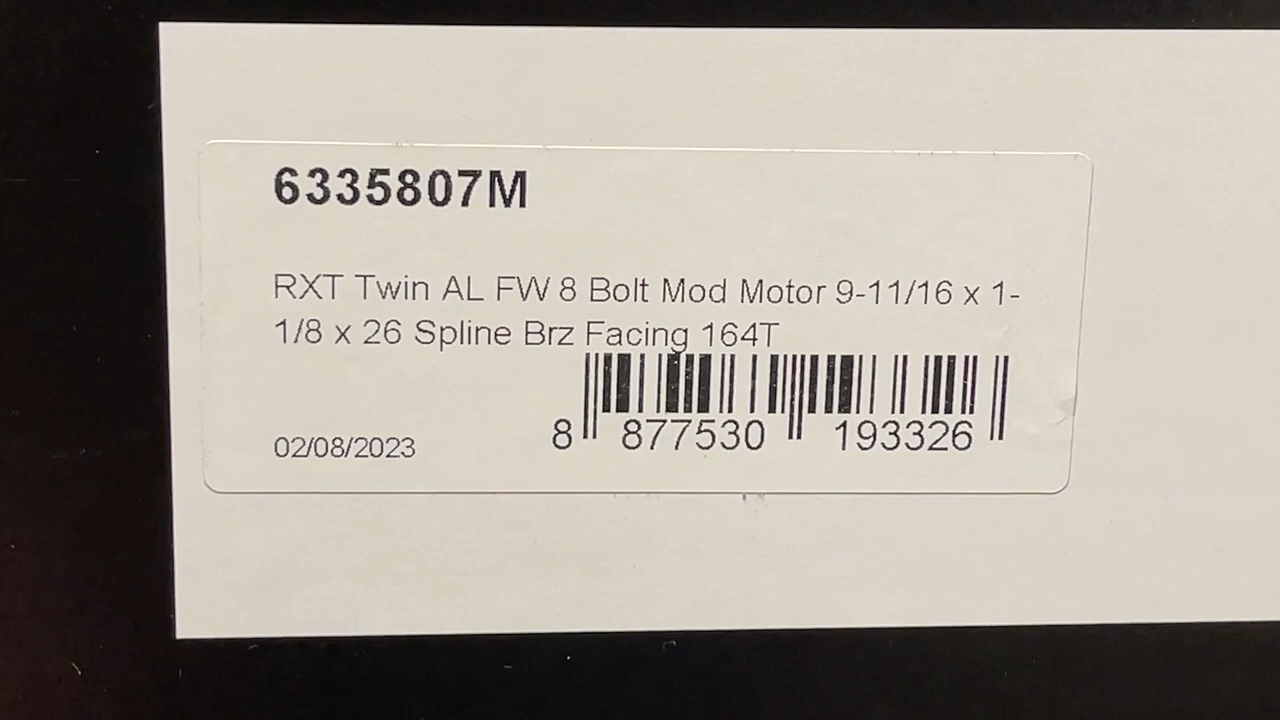 6335807M
RXT Twin AL FW 8 Bolt Mod Motor 9-11/16 x 1-
1/8 x 26 Spline Brz Facing 164T
02/08/2023
8 877530 193326